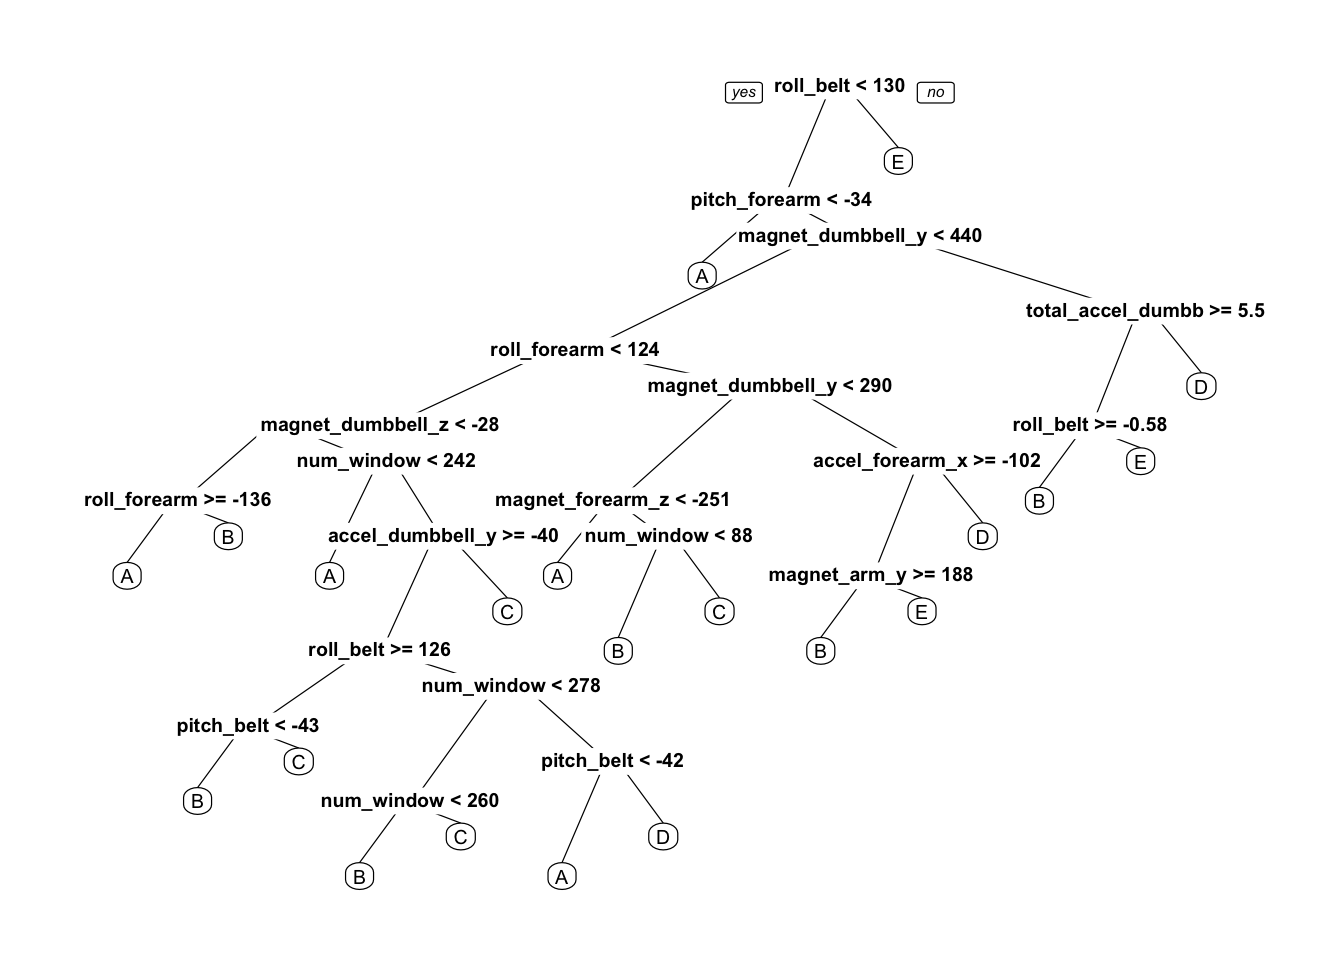 yes roll_belt < 130 no
E
pitch_forearm < -34
magnet_dumbbell_y < 440
A
total_accel_dumbb >= 5.5
roll_forearm < 124
magnet_dumbbell_y < 290
D
magnet_dumbbell_z < -28
roll_belt >= -0.58
num_window < 242
accel_forearm_x >= -102
E
roll_forearm >= -136
magnet_forearm_z < -251
B
B
accel_dumbbell_y >= -40
num_window < 88
D
A
A
A
magnet_arm_y >= 188
C
C
E
roll_belt >= 126
B
B
num_window < 278
pitch_belt < -43
C
pitch_belt < -42
B
num_window < 260
C
D
B
A